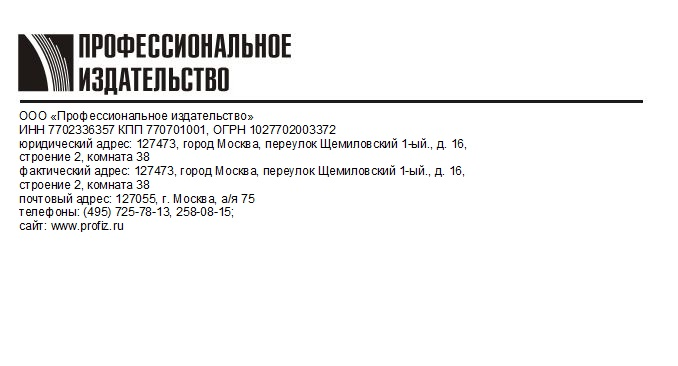 ПРОФЕССИОНАЛЬНОЕ
ИЗДАТЕЛЬСТВО
ООО «Профессиональное издательство»
ИНН 7702336357 КПП 770701001, ОГРН 1027702003372
юридический адрес: 127473, город Москва, переулок Щемиловский 1-ый., д. 16,
строение 2, комната 38
фактический адрес: 127473, город Москва, переулок Щемиловский 1-ый., д. 16,
строение 2, комната 38
почтовый адрес: 127055, г. Москва, а/я 75
телефоны: (495) 725-78-13, 258-08-15;
сайт: www.profiz.ru